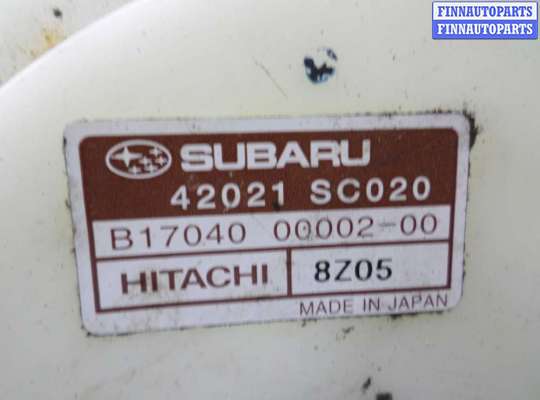 FINNAUTOPARTS
FINNAUTOPARTS
SUBARU
42021 SC020
B17040 00002-00
HITACHI 8Z05
MADE IN JAPAN